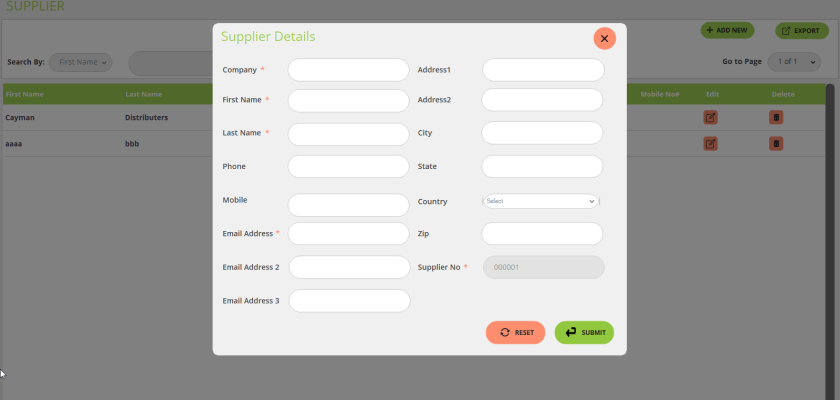 SUPPLIER
+ ADD NEW
EXPORT
Search By:
First Name
Go to Page
1 of 1
First Name
Last Name
Mobile No#
Edit
Delete
Cayman
Distributers
aaaa
bbb
Supplier Details
Company *
Address1
First Name *
Address2
Last Name *
City
Phone
State
Mobile
Country
Select
Email Address *
Zip
Email Address 2
Supplier No *
000001
Email Address 3
RESET
SUBMIT